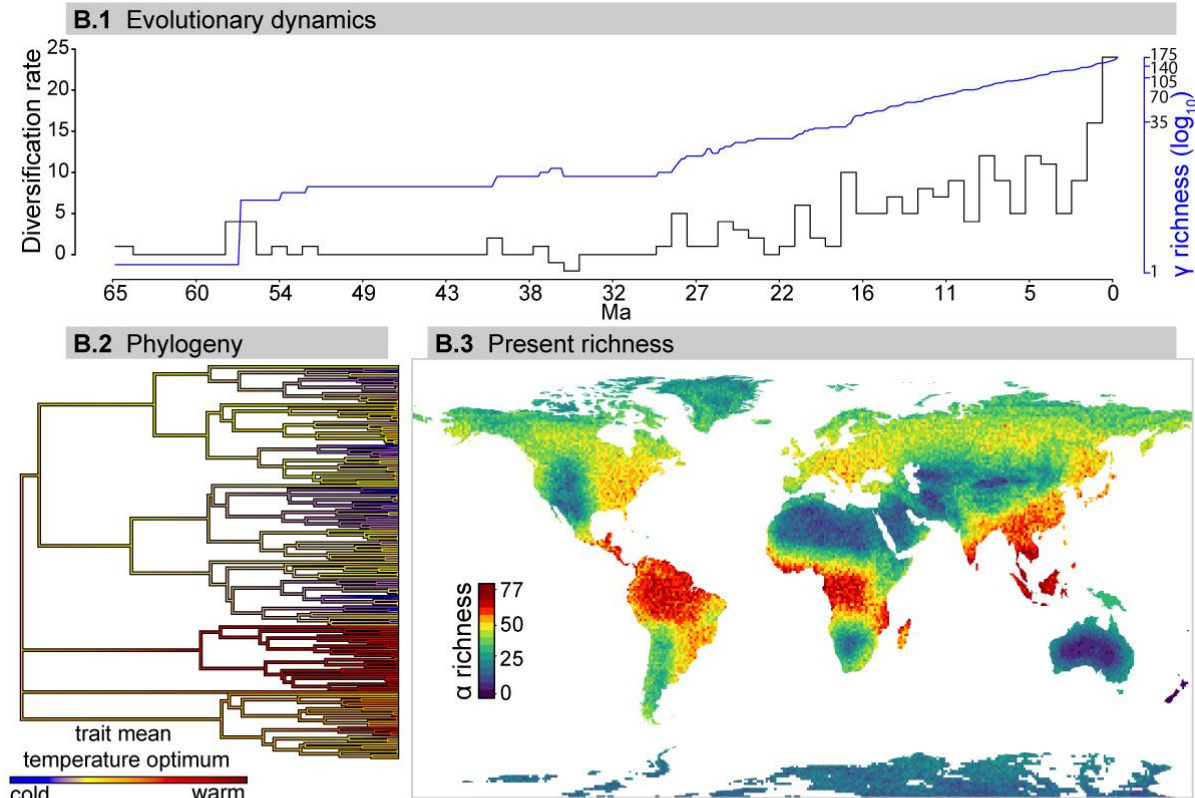 B.1 Evolutionary dynamics
Diversification rate
25
20
15
10
5
0
175
140
105
70
35
1
γ richness (log10)
65 60 54 49 43 38 32 27 22 16 11 5 0
Ma
B.2 Phylogeny
trait mean
temperature optimum
cold warm
B.3 Present richness
α richness
77
50
25
0